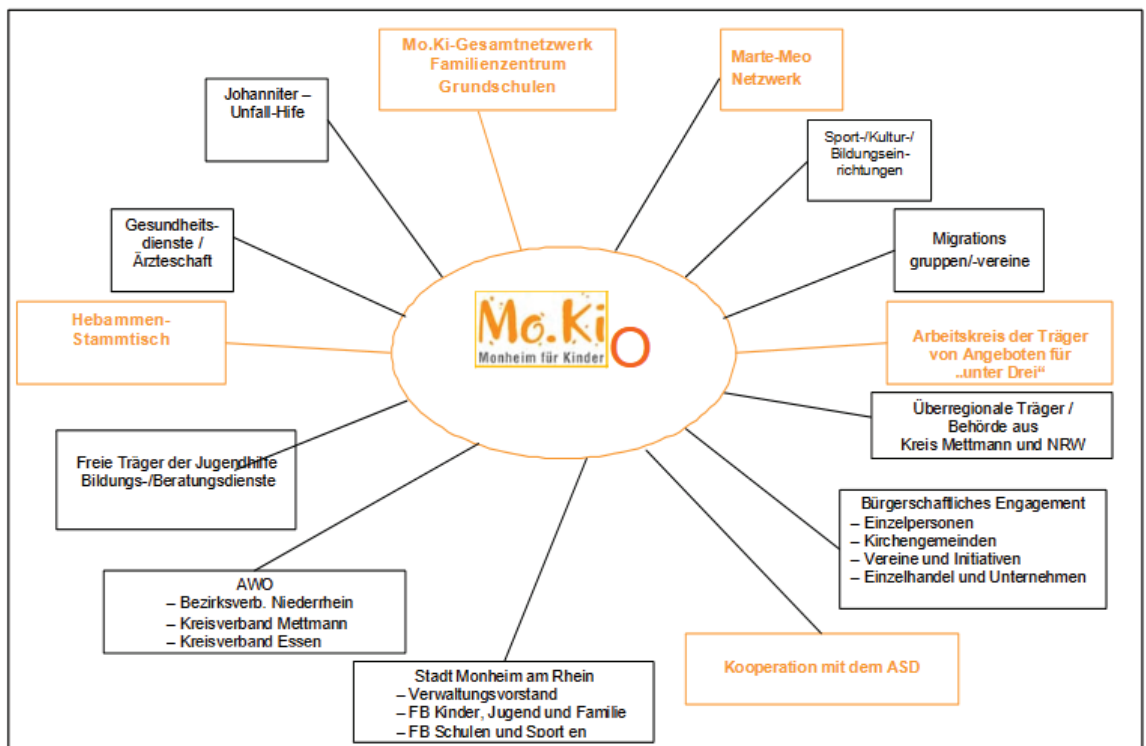 Mo.Ki-Gesamtnetzwerk
Familienzentrum
Grundschulen
Marte-Meo
Netzwerk
Johanniter –
Unfall-Hife
Sport-/Kultur-/
Bildungsein-
richtungen
Gesundheits-
dienste /
Ärzteschaft
Migrations
gruppen/-vereine
Hebammen-
Stammtisch
Mo.Ki
Monheim für Kinder
O
Arbeitskreis der Träger
von Angeboten für
„unter Drei“
Überregionale Träger /
Behörde aus
Kreis Mettmann und NRW
Freie Träger der Jugendhilfe
Bildungs-/Beratungsdienste
Bürgerschaftliches Engagement
– Einzelpersonen
– Kirchengemeinden
– Vereine und Initiativen
– Einzelhandel und Unternehmen
AWO
– Bezirksverb. Niederrhein
– Kreisverband Mettmann
– Kreisverband Essen
Kooperation mit dem ASD
Stadt Monheim am Rhein
– Verwaltungsvorstand
– FB Kinder, Jugend und Familie
– FB Schulen und Sport en